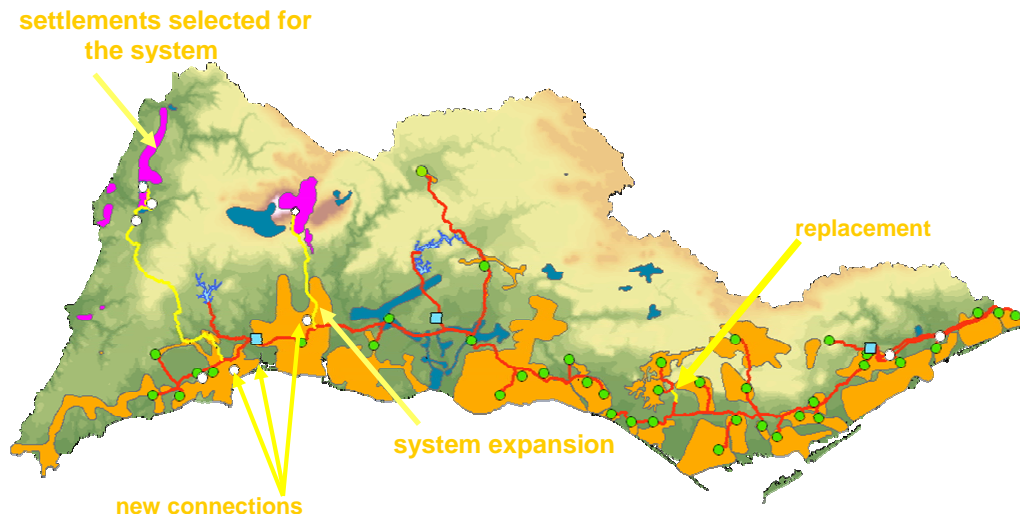 settlements selected for
the system
replacement
system expansion
new connections